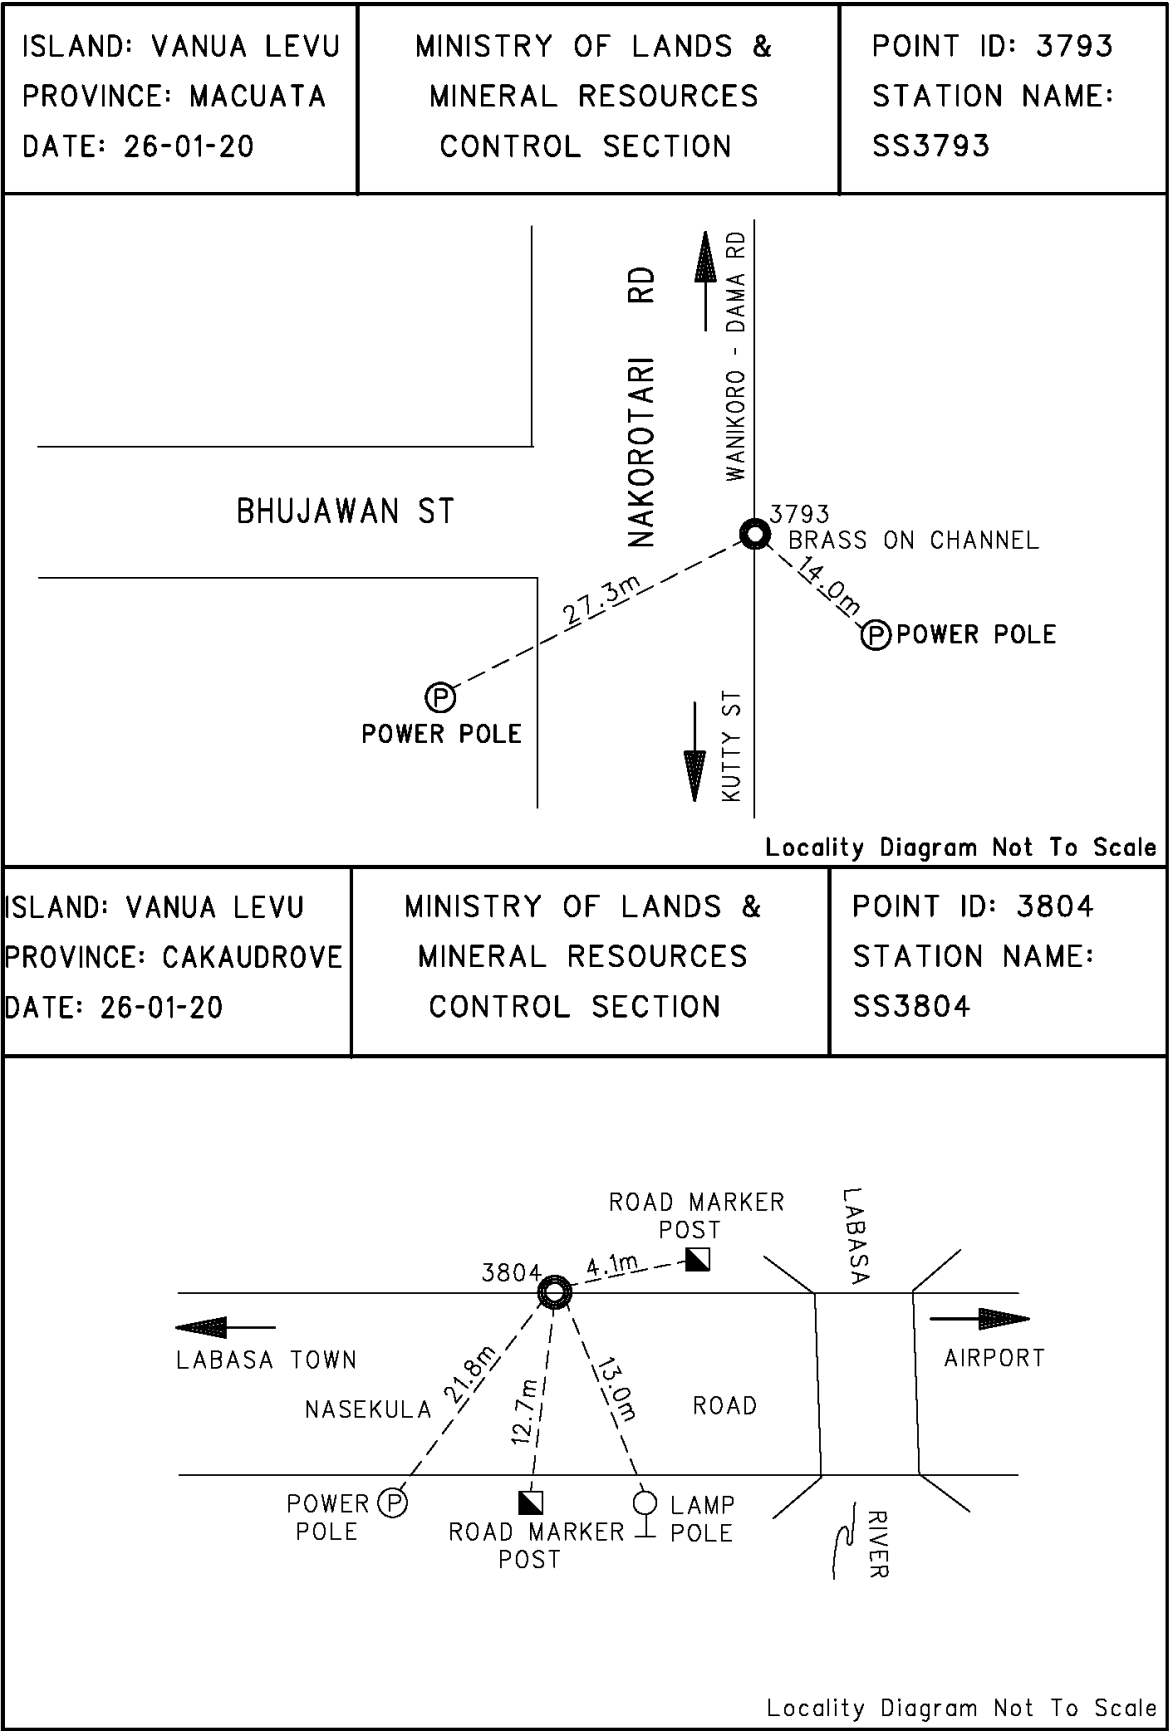 ISLAND: VANUA LEVU
PROVINCE: MACUATA
DATE: 26-01-20
MINISTRY OF LANDS &
MINERAL RESOURCES
CONTROL SECTION
POINT ID: 3793
STATION NAME:
SS3793
NAKOROTARI RD
WANIKORO - DAMA RD
BHUJAWAN ST
3793
BRASS ON CHANNEL
27.3m
14.0m
P
POWER POLE
P
POWER POLE
KUTTY ST
Locality Diagram Not To Scale
ISLAND: VANUA LEVU
PROVINCE: CAKAUDROVE
DATE: 26-01-20
MINISTRY OF LANDS &
MINERAL RESOURCES
CONTROL SECTION
POINT ID: 3804
STATION NAME:
SS3804
ROAD MARKER
POST
LABASA
3804
4.1m
LABASA TOWN
AIRPORT
21.8m
12.7m
13.0m
NASEKULA
ROAD
POWER
POLE
P
ROAD MARKER
POST
LAMP
POLE
RIVER
Locality Diagram Not To Scale